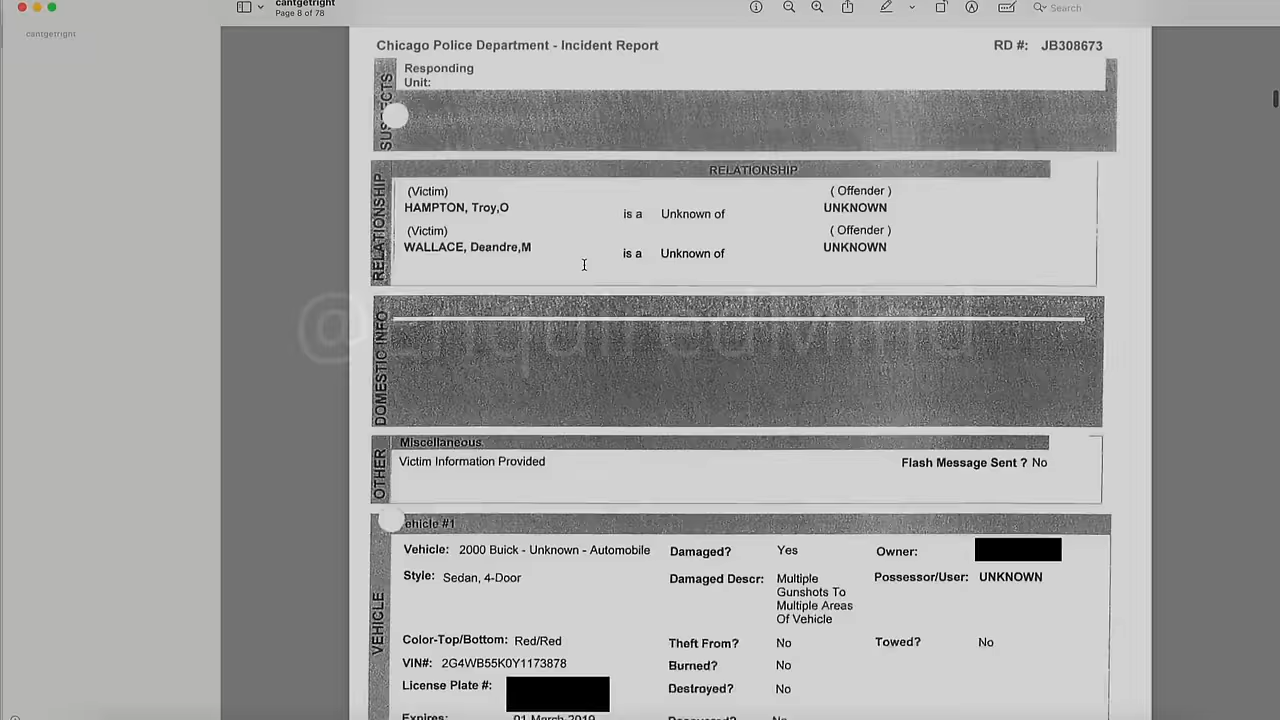 cantgetright
Page 8 of 78
Search
cantgetright
Chicago Police Department - Incident Report RD #: JB308673
Responding
Unit:
SUSPECTS
RELATIONSHIP
RELATIONSHIP
(Victim) ( Offender )
HAMPTON, Troy,O is a Unknown of UNKNOWN
(Victim) ( Offender )
WALLACE, Deandre,M is a Unknown of UNKNOWN
@EnquiredMind
DOMESTIC INFO
OTHER
Miscellaneous
Victim Information Provided Flash Message Sent ? No
VEHICLE
Vehicle #1
Vehicle: 2000 Buick - Unknown - Automobile Damaged? Yes Owner:
Style: Sedan, 4-Door Damaged Descr: Multiple Gunshots To Multiple Areas Of Vehicle Possessor/User: UNKNOWN
Color-Top/Bottom: Red/Red Theft From? No Towed? No
VIN#: 2G4WB55K0Y1173878 Burned? No
License Plate #: Destroyed? No
Expires: 01 March 2019